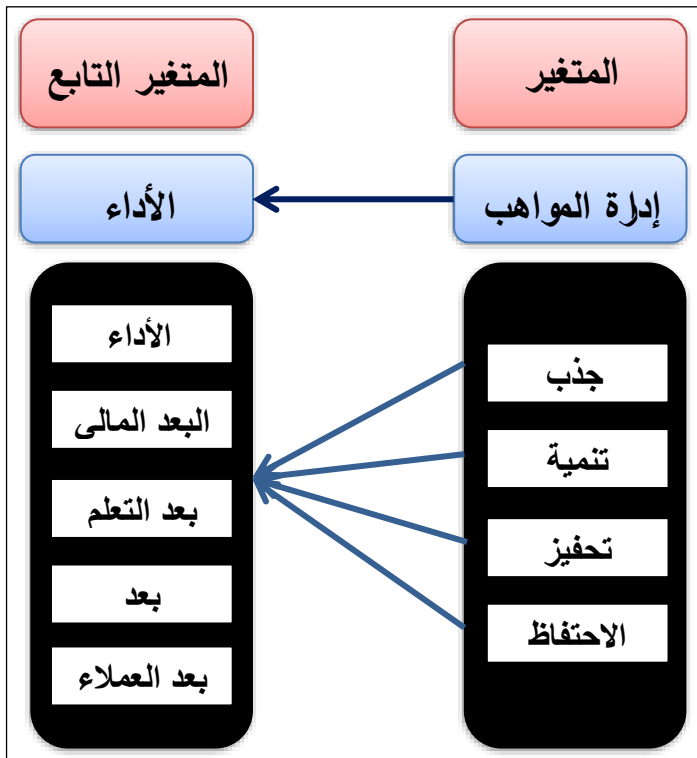 المتغير
المتغير التابع
إدارة المواهب
الأداء
جذب
تنمية
تحفيز
الاحتفاظ
الأداء
البعد المالى
بعد التعلم
بعد
بعد العملاء